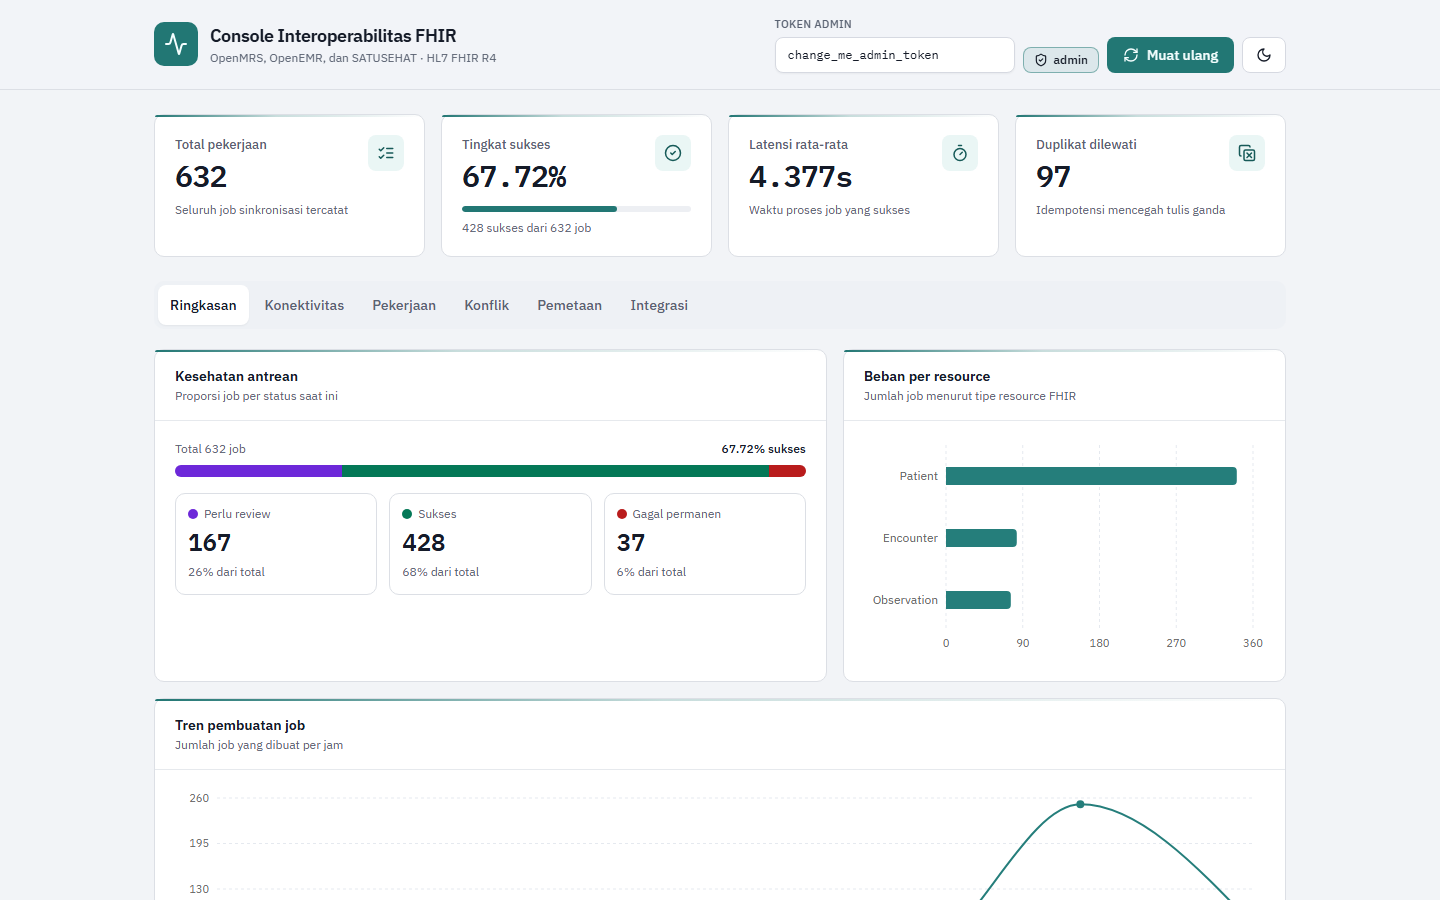 Console Interoperabilitas FHIR
OpenMRS, OpenEMR, dan SATUSEHAT · HL7 FHIR R4
TOKEN ADMIN
change_me_admin_token
admin
Muat ulang
Total pekerjaan
632
Seluruh job sinkronisasi tercatat
Tingkat sukses
67.72%
428 sukses dari 632 job
Latensi rata-rata
4.377s
Waktu proses job yang sukses
Duplikat dilewati
97
Idempotensi mencegah tulis ganda
Ringkasan
Konektivitas
Pekerjaan
Konflik
Pemetaan
Integrasi
Kesehatan antrean
Proporsi job per status saat ini
Total 632 job
67.72% sukses
Perlu review
167
26% dari total
Sukses
428
68% dari total
Gagal permanen
37
6% dari total
Beban per resource
Jumlah job menurut tipe resource FHIR
Patient
Encounter
Observation
0 90 180 270 360
Tren pembuatan job
Jumlah job yang dibuat per jam
260
195
130